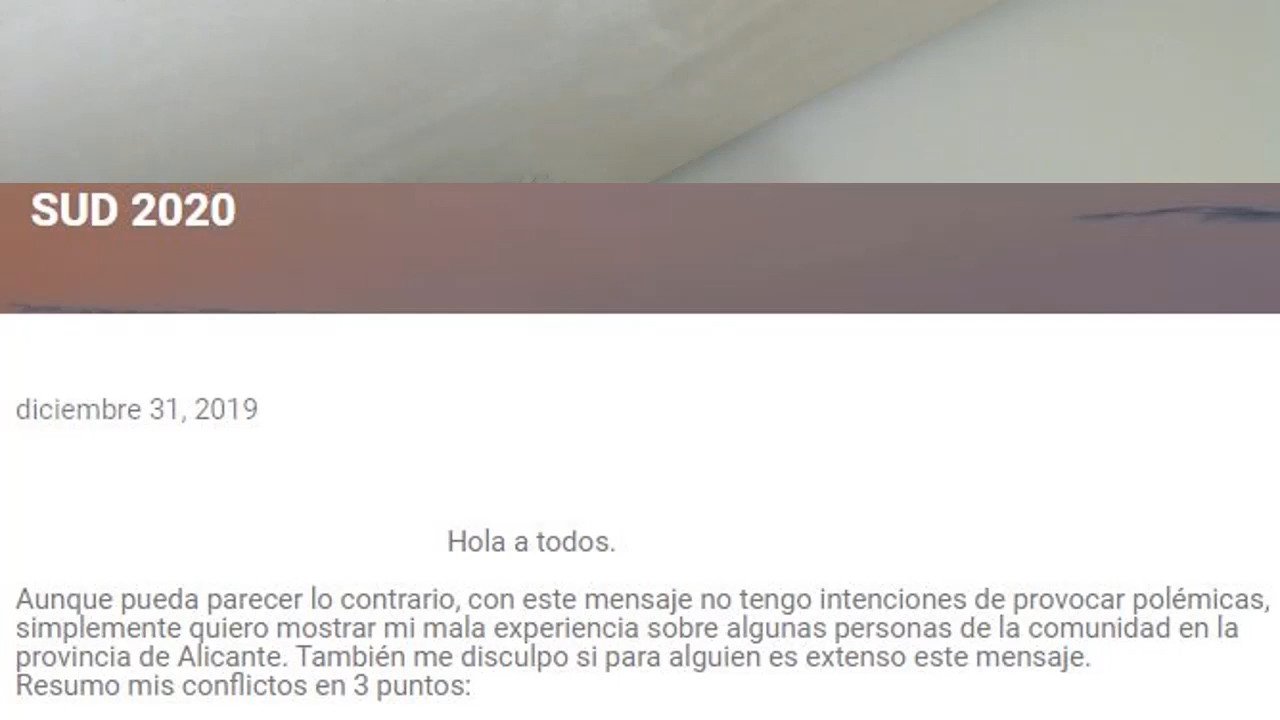 SUD 2020
diciembre 31, 2019
Hola a todos.
Aunque pueda parecer lo contrario, con este mensaje no tengo intenciones de provocar polémicas,
simplemente quiero mostrar mi mala experiencia sobre algunas personas de la comunidad en la
provincia de Alicante. También me disculpo si para alguien es extenso este mensaje.
Resumo mis conflictos en 3 puntos: